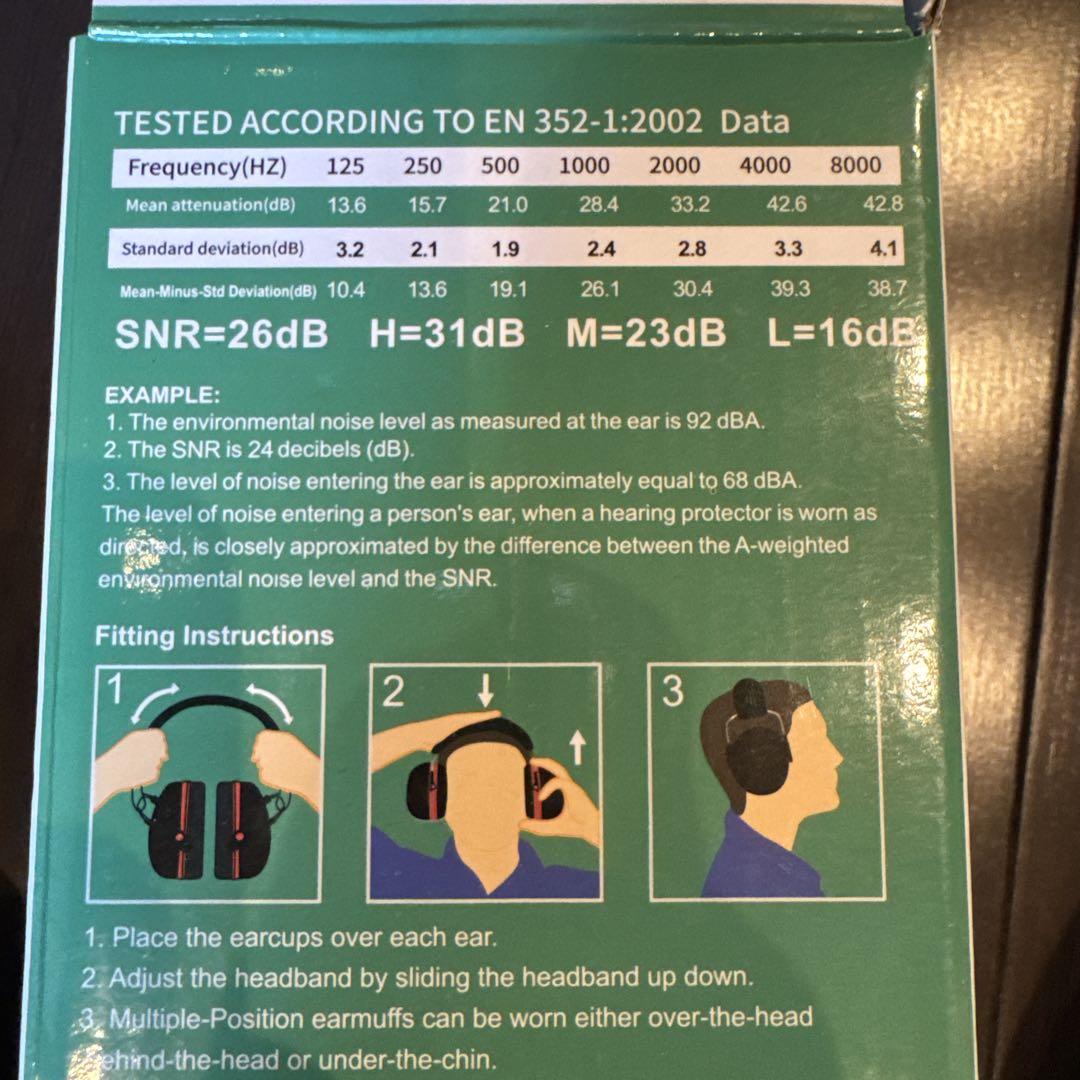 TESTED ACCORDING TO EN 352-1:2002 Data
Frequency(HZ) 125 250 500 1000 2000 4000 8000
Mean attenuation(dB) 13.6 15.7 21.0 28.4 33.2 42.6 42.8
Standard deviation(dB) 3.2 2.1 1.9 2.4 2.8 3.3 4.1
Mean-Minus-Std Deviation(dB) 10.4 13.6 19.1 26.1 30.4 39.3 38.7
SNR=26dB H=31dB M=23dB L=16dB
EXAMPLE:
1. The environmental noise level as measured at the ear is 92 dBA.
2. The SNR is 24 decibels (dB).
3. The level of noise entering the ear is approximately equal to 68 dBA.
The level of noise entering a person's ear, when a hearing protector is worn as
directed, is closely approximated by the difference between the A-weighted
environmental noise level and the SNR.
Fitting Instructions
1 2 3
1. Place the earcups over each ear.
2. Adjust the headband by sliding the headband up down.
3. Multiple-Position earmuffs can be worn either over-the-head
behind-the-head or under-the-chin.